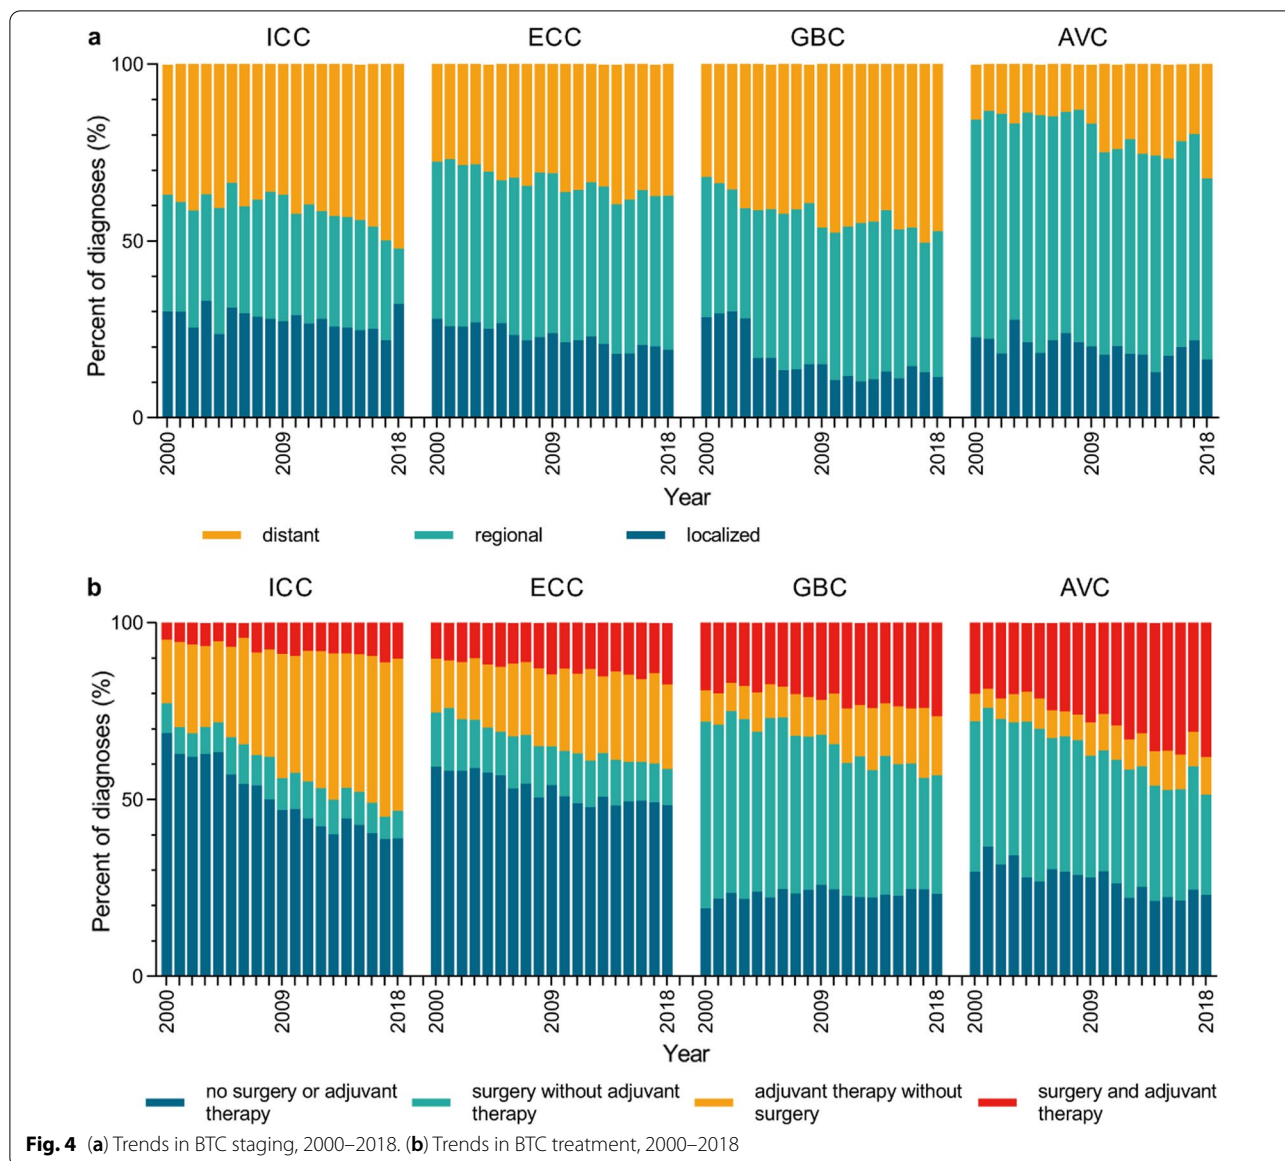 a
ICC ECC GBC AVC
100
50
0
Percent of diagnoses (%)
2000 2009 2018 2000 2009 2018 2000 2009 2018 2000 2009 2018
Year
distant regional localized
b
ICC ECC GBC AVC
100
50
0
Percent of diagnoses (%)
2000 2009 2018 2000 2009 2018 2000 2009 2018 2000 2009 2018
Year
no surgery or adjuvant
therapy
surgery without adjuvant
therapy
adjuvant therapy without
surgery
surgery and adjuvant
therapy
Fig. 4 (a) Trends in BTC staging, 2000–2018. (b) Trends in BTC treatment, 2000–2018